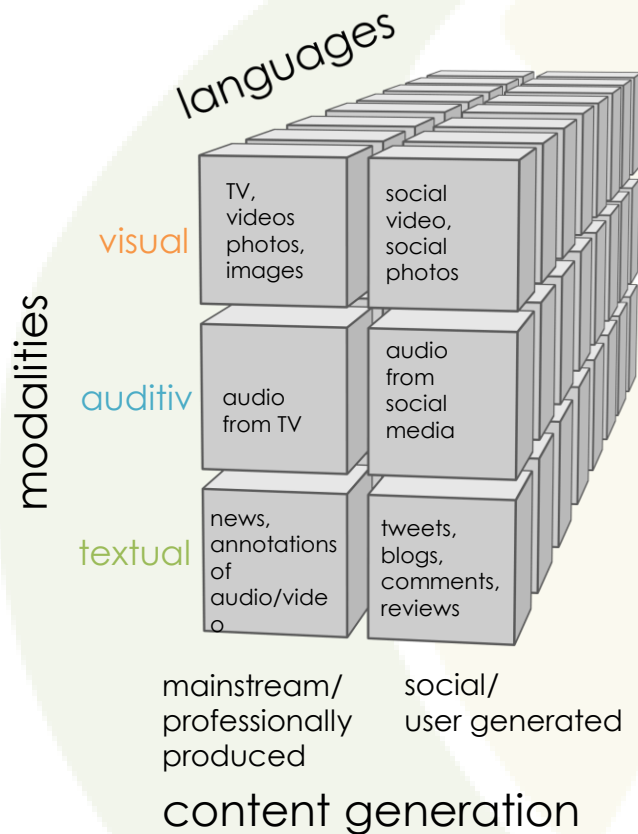 languages
modalities
visual
TV,
videos
photos,
images
social
video,
social
photos
auditiv
audio
from TV
audio
from
social
media
textual
news,
annotations
of
audio/vide
o
tweets,
blogs,
comments,
reviews
mainstream/
professionally
produced
social/
user generated
content generation